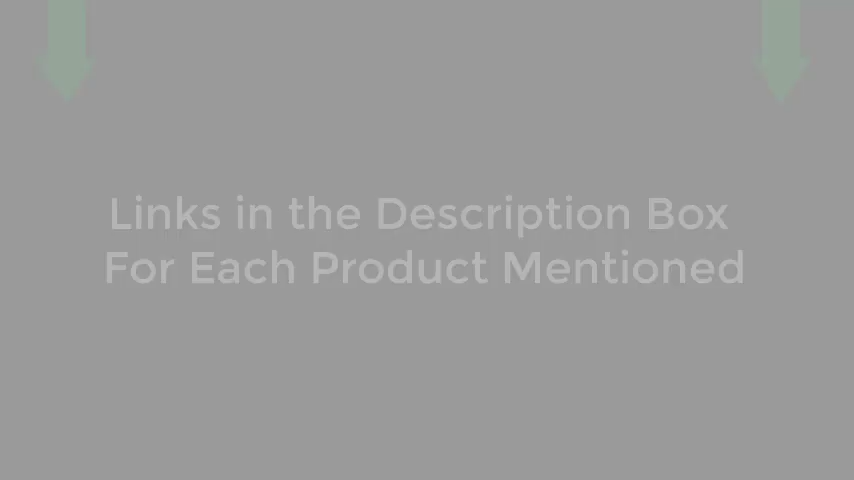 Links in the Description Box
For Each Product Mentioned